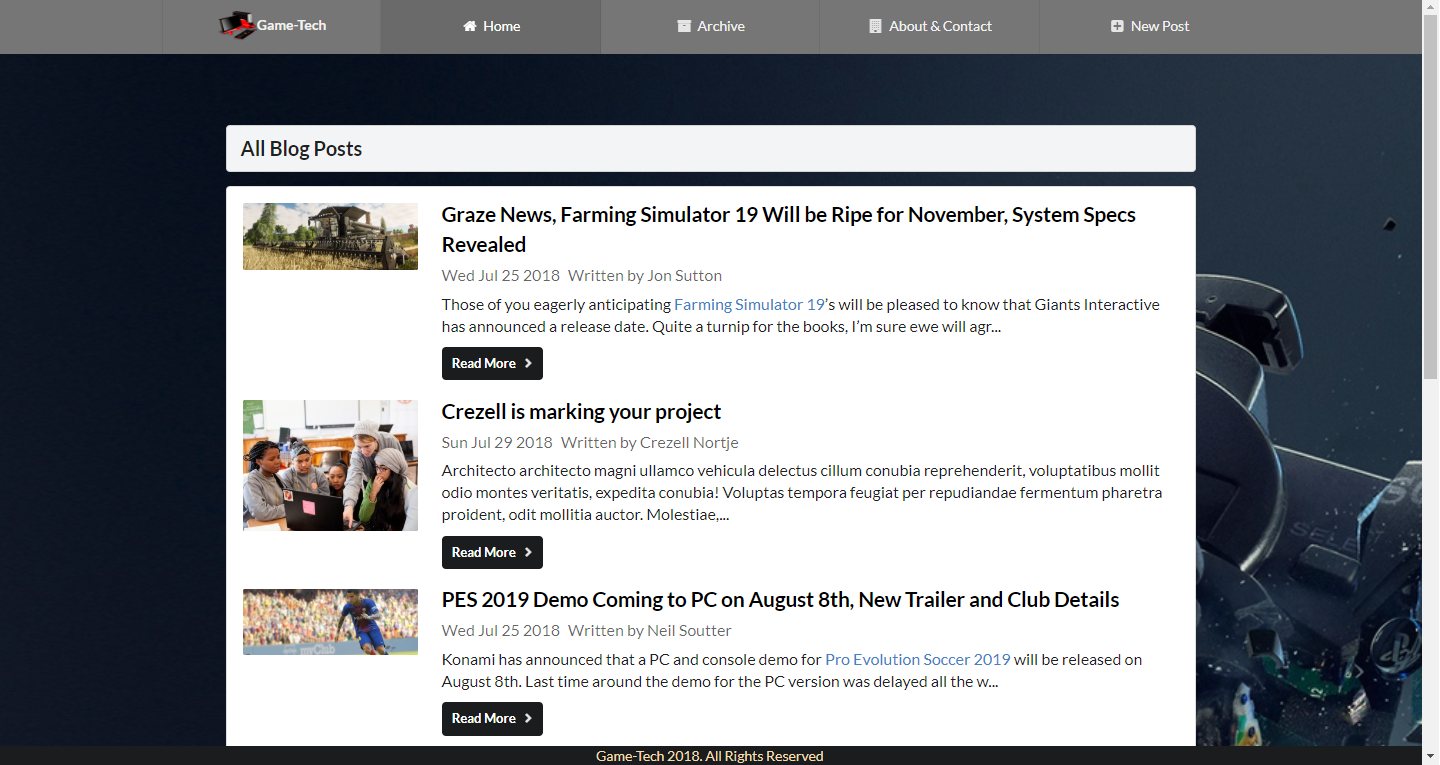 Game-Tech
Home
Archive
About & Contact
New Post
All Blog Posts
Graze News, Farming Simulator 19 Will be Ripe for November, System Specs
Revealed
Wed Jul 25 2018 Written by Jon Sutton
Those of you eagerly anticipating Farming Simulator 19's will be pleased to know that Giants Interactive
has announced a release date. Quite a turnip for the books, I’m sure ewe will agr...
Read More
Crezell is marking your project
Sun Jul 29 2018 Written by Crezell Nortje
Architecto architecto magni ullamco vehicula delectus cillum conubia reprehenderit, voluptatibus mollit
odio montes veritatis, expedita conubia! Voluptas tempora feugiat per repudiandae fermentum pharetra
proident, odit mollitia auctor. Molestiae,...
Read More
PES 2019 Demo Coming to PC on August 8th, New Trailer and Club Details
Wed Jul 25 2018 Written by Neil Soutter
myClub
Konami has announced that a PC and console demo for Pro Evolution Soccer 2019 will be released on
August 8th. Last time around the demo for the PC version was delayed all the w...
Read More
SELECT
Game-Tech 2018. All Rights Reserved